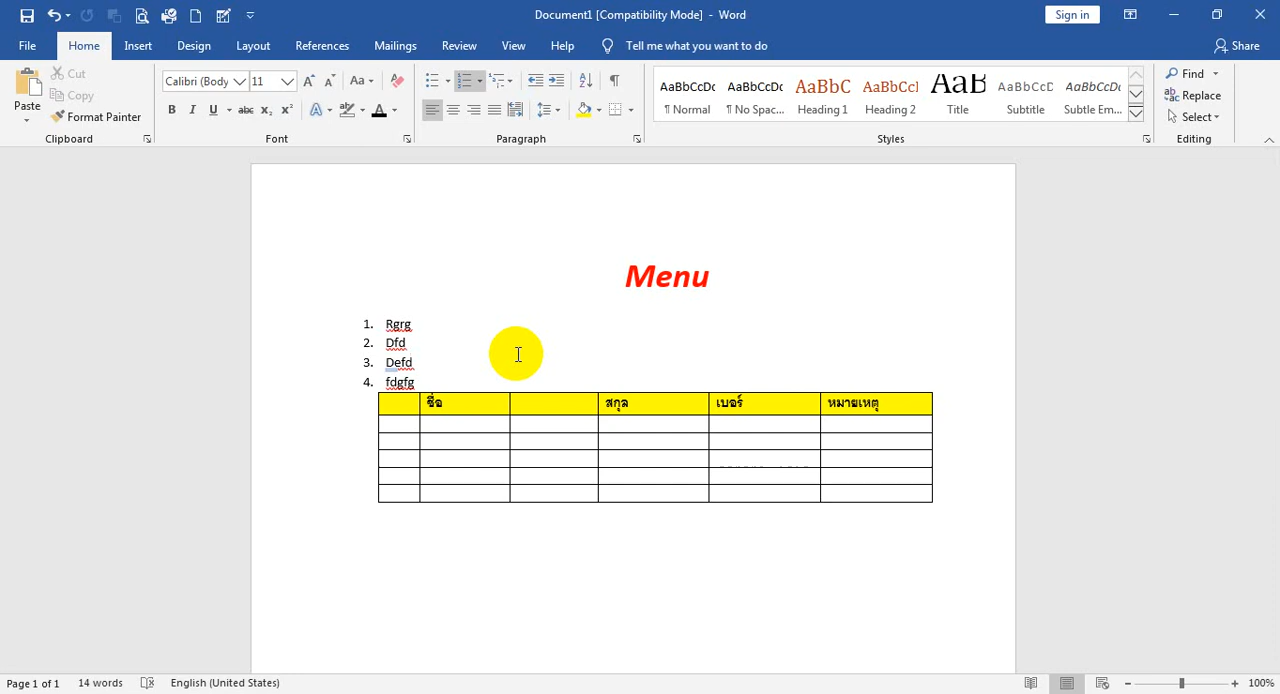 Document1 [Compatibility Mode] - Word
Sign in
File Home Insert Design Layout References Mailings Review View Help Tell me what you want to do Share
Paste
Cut
Copy
Format Painter
Clipboard
Calibri (Body 11
Font
Paragraph
AaBbCcDc AaBbCcDc AaBbC AaBbCcl AaB AaBbCcD AaBbCcDc
¶ Normal ¶ No Spac... Heading 1 Heading 2 Title Subtitle Subtle Em...
Styles
Find
Replace
Select
Editing
Menu
1. Rgrg
2. Dfd
3. Defd
4. fdgfg
ชื่อ สกุล เบอร์ หมายเหตุ
Page 1 of 1 14 words English (United States) 100%